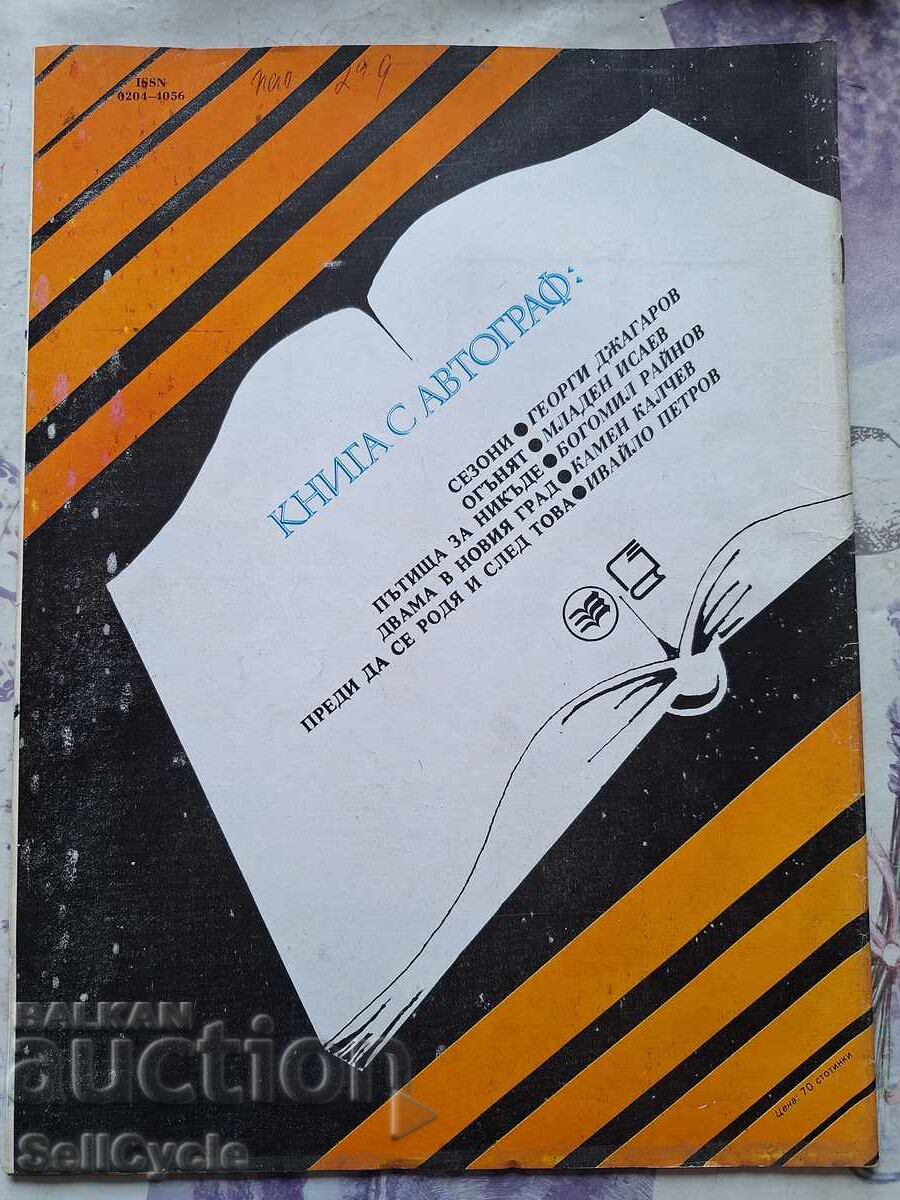 ISSN
0204—4056
КНИГА С АВТОГРАФ:
СЕЗОНИ ● ГЕОРГИ ДЖАГАРОВ
ОГЪНЯТ ● МЛАДЕН ИСАЕВ
ПЪТИЩА ЗА НИКЪДЕ ● БОГОМИЛ РАЙНОВ
ДВАМА В НОВИЯ ГРАД ● КАМЕН КАЛЧЕВ
ПРЕДИ ДА СЕ РОДЯ И СЛЕД ТОВА ● ИВАЙЛО ПЕТРОВ
Цена: 70 стотинки
BALKAN
auction
SellCycle